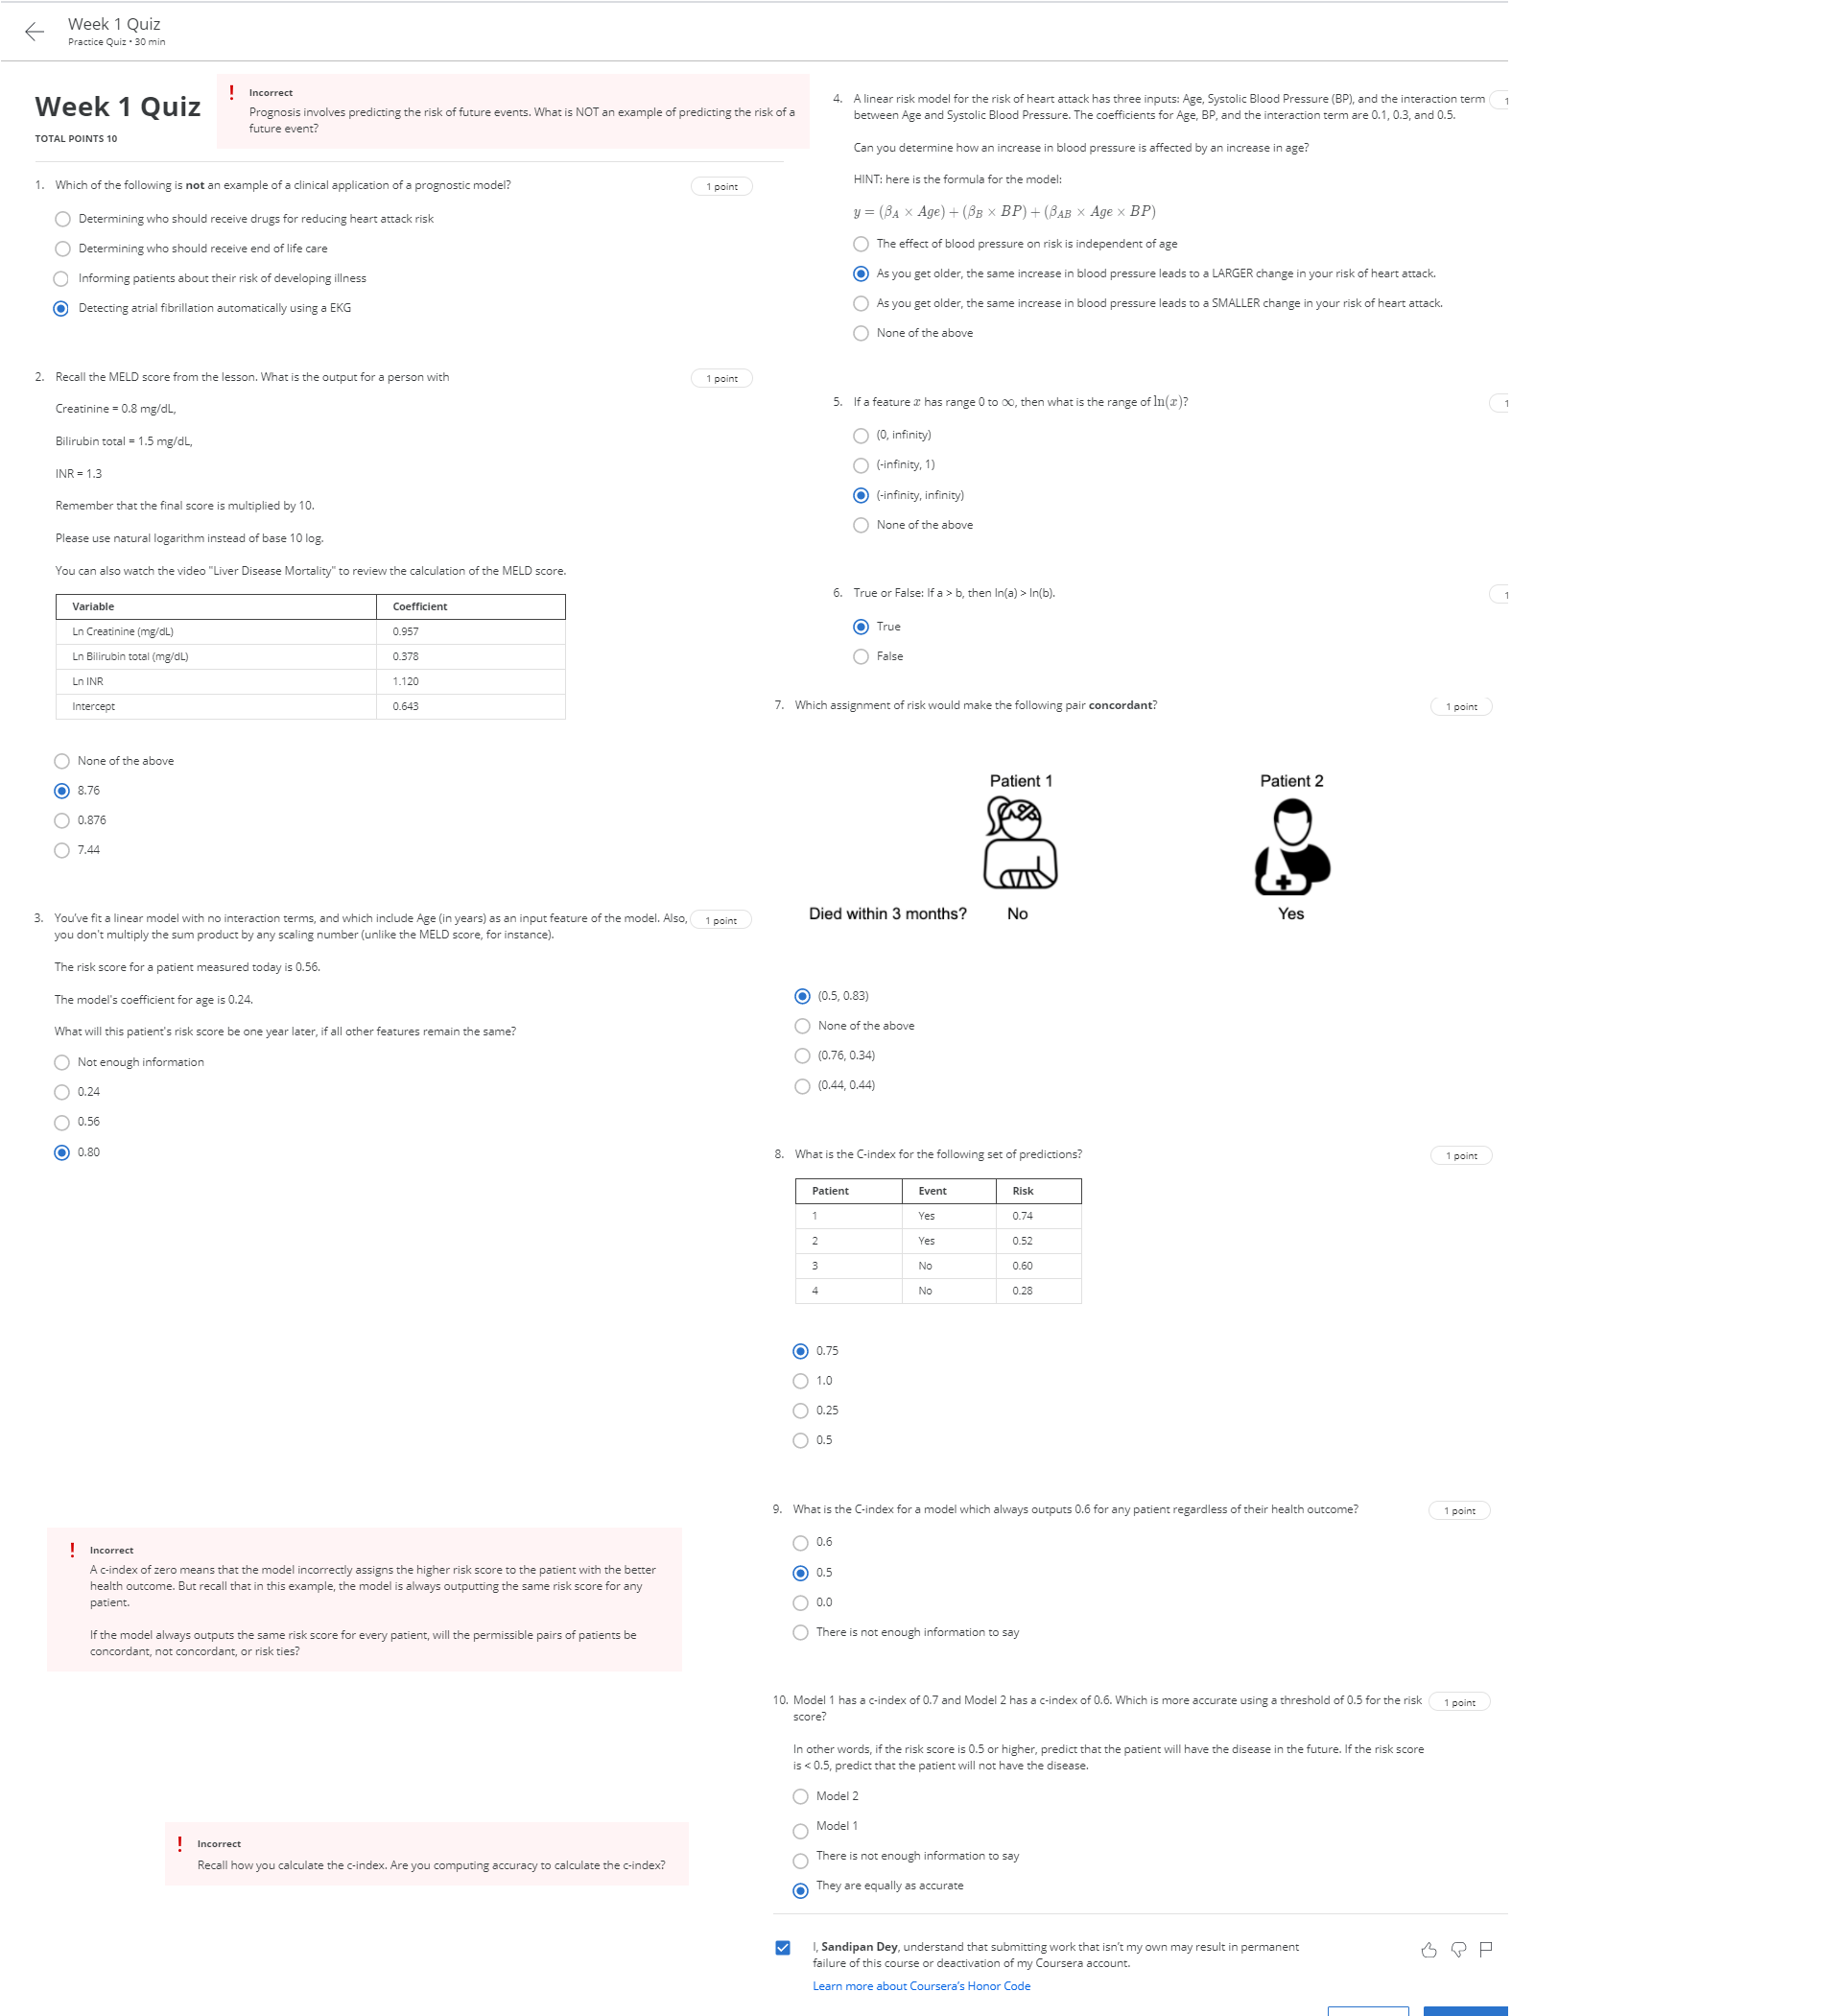 Week 1 Quiz
Practice Quiz • 30 min
Week 1 Quiz
TOTAL POINTS 10
Incorrect
Prognosis involves predicting the risk of future events. What is NOT an example of predicting the risk of a
future event?
1. Which of the following is not an example of a clinical application of a prognostic model?
1 point
Determining who should receive drugs for reducing heart attack risk
Determining who should receive end of life care
Informing patients about their risk of developing illness
Detecting atrial fibrillation automatically using a EKG
2. Recall the MELD score from the lesson. What is the output for a person with
1 point
Creatinine = 0.8 mg/dL,
Bilirubin total = 1.5 mg/dL,
INR = 1.3
Remember that the final score is multiplied by 10.
Please use natural logarithm instead of base 10 log.
You can also watch the video "Liver Disease Mortality" to review the calculation of the MELD score.
Variable Coefficient
Ln Creatinine (mg/dL) 0.957
Ln Bilirubin total (mg/dL) 0.378
Ln INR 1.120
Intercept 0.643
None of the above
8.76
0.876
7.44
3. You've fit a linear model with no interaction terms, and which include Age (in years) as an input feature of the model. Also,
1 point
you don't multiply the sum product by any scaling number (unlike the MELD score, for instance).
The risk score for a patient measured today is 0.56.
The model's coefficient for age is 0.24.
What will this patient's risk score be one year later, if all other features remain the same?
Not enough information
0.24
0.56
0.80
Incorrect
A c-index of zero means that the model incorrectly assigns the higher risk score to the patient with the better
health outcome. But recall that in this example, the model is always outputting the same risk score for any
patient.
If the model always outputs the same risk score for every patient, will the permissible pairs of patients be
concordant, not concordant, or risk ties?
Incorrect
Recall how you calculate the c-index. Are you computing accuracy to calculate the c-index?
4. A linear risk model for the risk of heart attack has three inputs: Age, Systolic Blood Pressure (BP), and the interaction term
1
between Age and Systolic Blood Pressure. The coefficients for Age, BP, and the interaction term are 0.1, 0.3, and 0.5.
Can you determine how an increase in blood pressure is affected by an increase in age?
HINT: here is the formula for the model:
y = (β_A × Age) + (β_B × BP) + (β_AB × Age × BP)
The effect of blood pressure on risk is independent of age
As you get older, the same increase in blood pressure leads to a LARGER change in your risk of heart attack.
As you get older, the same increase in blood pressure leads to a SMALLER change in your risk of heart attack.
None of the above
5. If a feature x has range 0 to ∞, then what is the range of ln(x)?
1
(0, infinity)
(-infinity, 1)
(-infinity, infinity)
None of the above
6. True or False: If a > b, then ln(a) > ln(b).
1
True
False
7. Which assignment of risk would make the following pair concordant?
1 point
Patient 1 Patient 2
Died within 3 months? No Yes
(0.5, 0.83)
None of the above
(0.76, 0.34)
(0.44, 0.44)
8. What is the C-index for the following set of predictions?
1 point
Patient Event Risk
1 Yes 0.74
2 Yes 0.52
3 No 0.60
4 No 0.28
0.75
1.0
0.25
0.5
9. What is the C-index for a model which always outputs 0.6 for any patient regardless of their health outcome?
1 point
0.6
0.5
0.0
There is not enough information to say
10. Model 1 has a c-index of 0.7 and Model 2 has a c-index of 0.6. Which is more accurate using a threshold of 0.5 for the risk
1 point
score?
In other words, if the risk score is 0.5 or higher, predict that the patient will have the disease in the future. If the risk score
is < 0.5, predict that the patient will not have the disease.
Model 2
Model 1
There is not enough information to say
They are equally as accurate
I, Sandipan Dey, understand that submitting work that isn't my own may result in permanent
failure of this course or deactivation of my Coursera account.
Learn more about Coursera's Honor Code